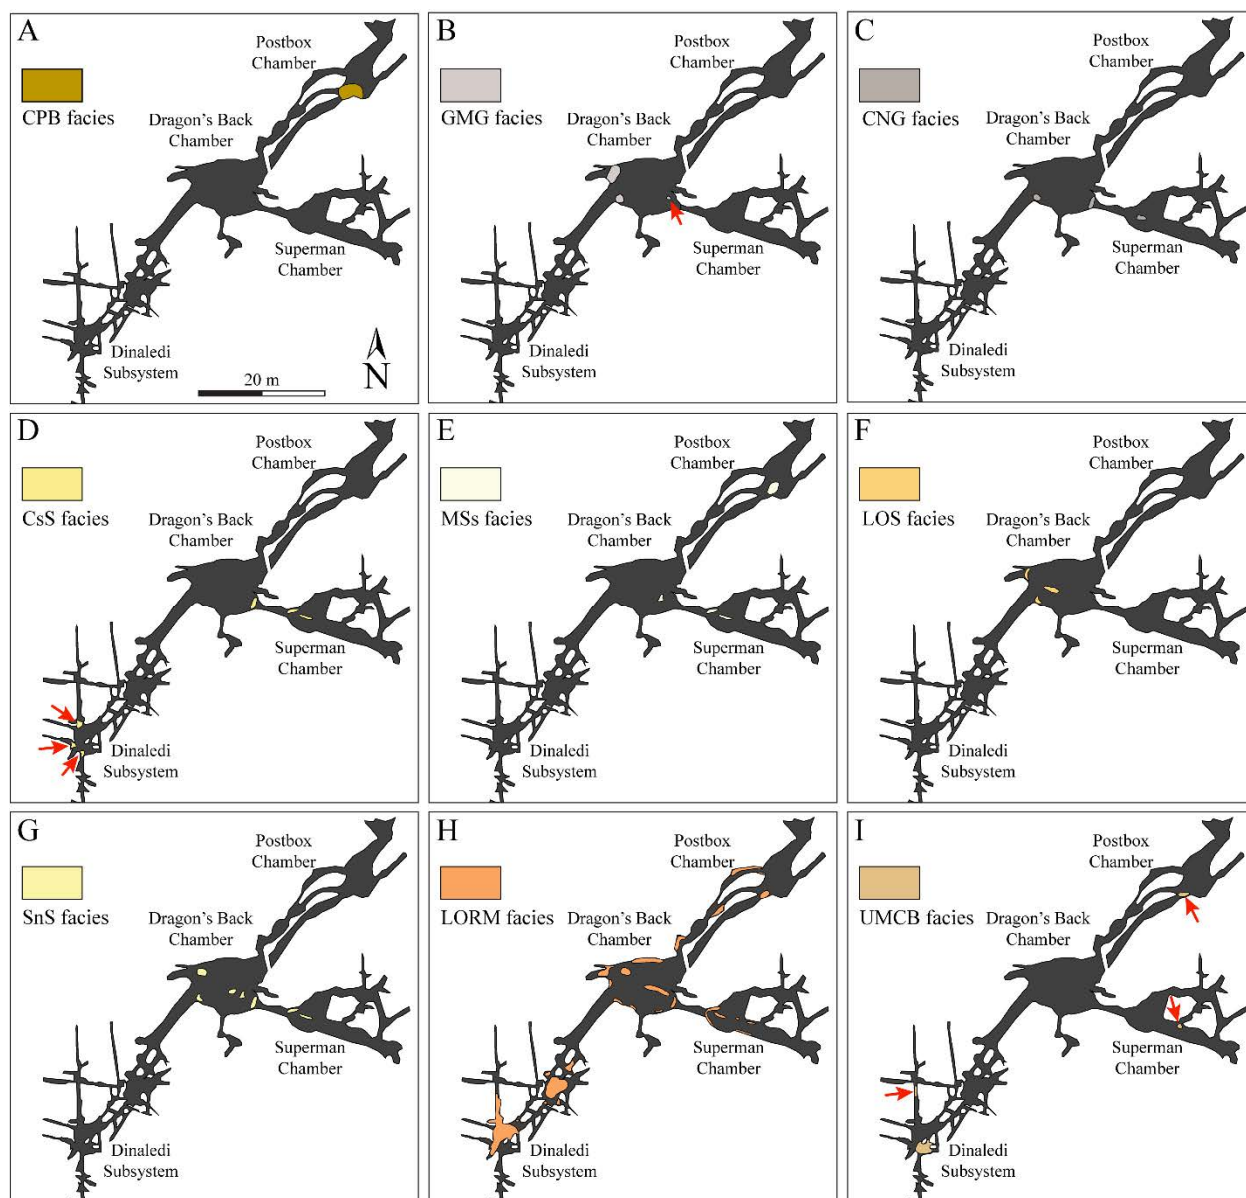 A
Postbox
Chamber
CPB facies
Dragon's Back
Chamber
Superman
Chamber
Dinaledi
Subsystem
20 m
N
B
Postbox
Chamber
GMG facies
Dragon's Back
Chamber
Superman
Chamber
Dinaledi
Subsystem
C
Postbox
Chamber
CNG facies
Dragon's Back
Chamber
Superman
Chamber
Dinaledi
Subsystem
D
Postbox
Chamber
CsS facies
Dragon's Back
Chamber
Superman
Chamber
Dinaledi
Subsystem
E
Postbox
Chamber
MSs facies
Dragon's Back
Chamber
Superman
Chamber
Dinaledi
Subsystem
F
Postbox
Chamber
LOS facies
Dragon's Back
Chamber
Superman
Chamber
Dinaledi
Subsystem
G
Postbox
Chamber
SnS facies
Dragon's Back
Chamber
Superman
Chamber
Dinaledi
Subsystem
H
Postbox
Chamber
LORM facies
Dragon's Back
Chamber
Superman
Chamber
Dinaledi
Subsystem
I
Postbox
Chamber
UMCB facies
Dragon's Back
Chamber
Superman
Chamber
Dinaledi
Subsystem